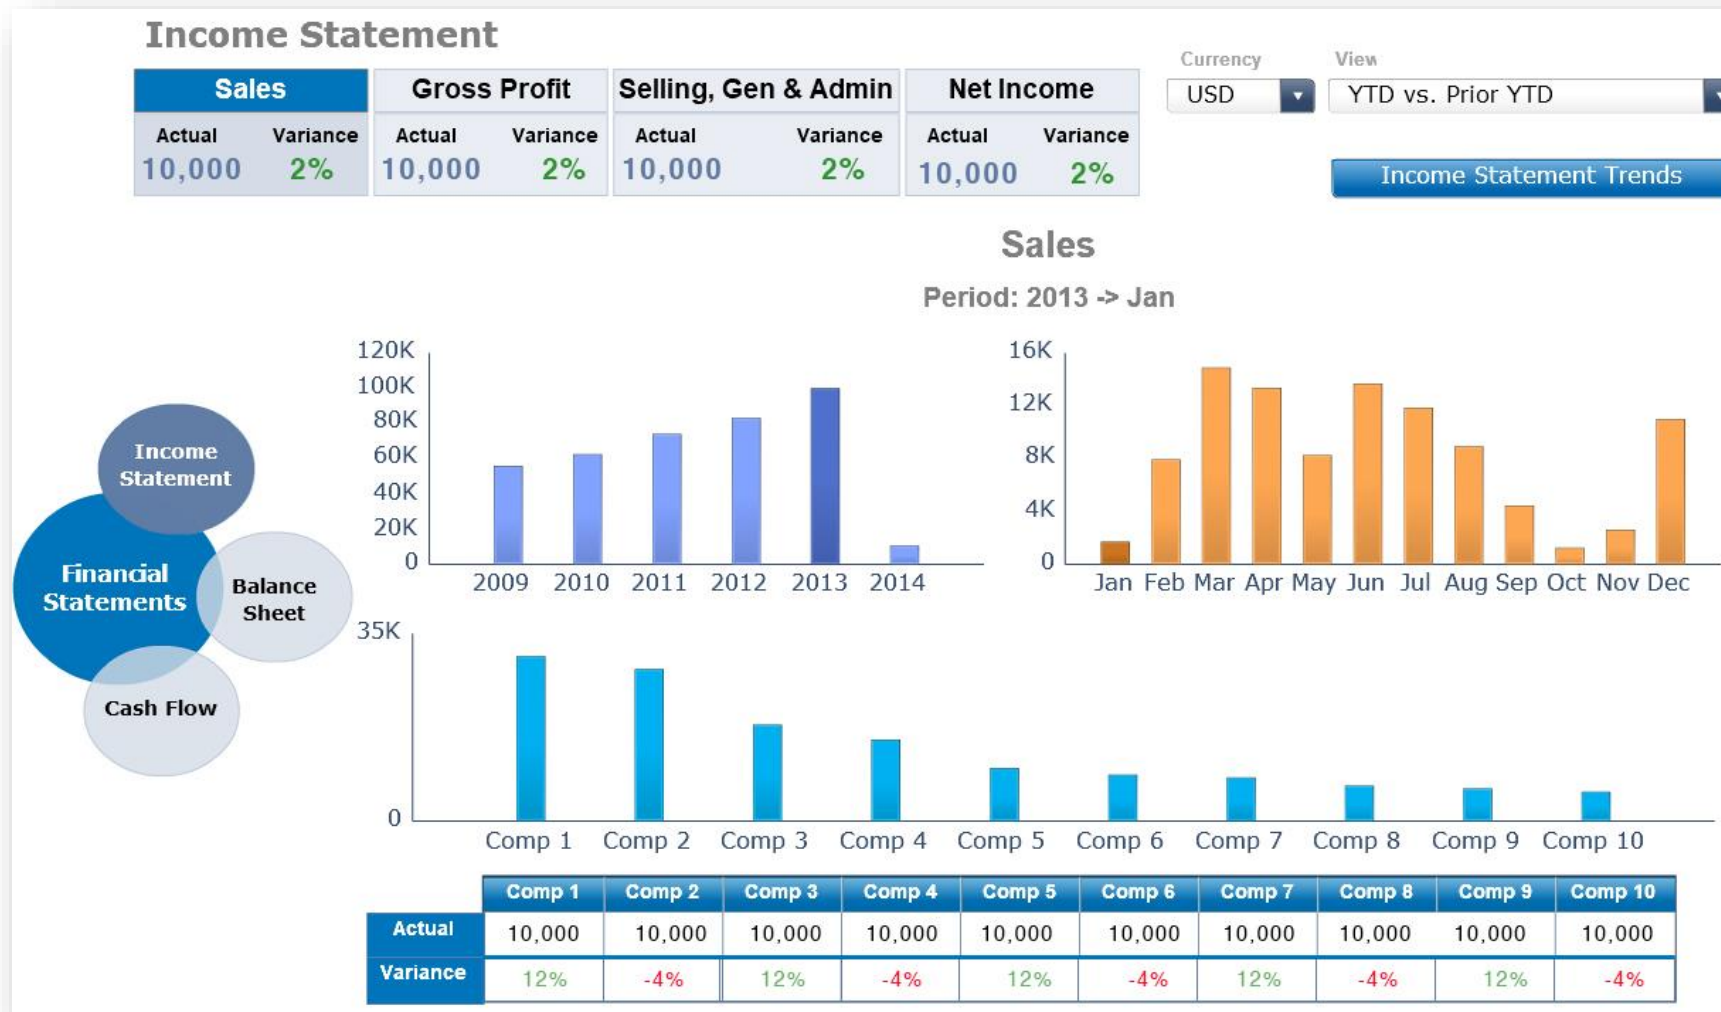 Income Statement
Currency View
Sales Gross Profit Selling, Gen & Admin Net Income
USD YTD vs. Prior YTD
Actual Variance Actual Variance Actual Variance Actual Variance
10,000 2% 10,000 2% 10,000 2% 10,000 2%
Income Statement Trends
Sales
Period: 2013 -> Jan
120K
100K
80K
60K
40K
20K
0
2009 2010 2011 2012 2013 2014
16K
12K
8K
4K
0
Jan Feb Mar Apr May Jun Jul Aug Sep Oct Nov Dec
Income
Statement
Financial
Statements
Balance
Sheet
Cash Flow
35K
0
Comp 1 Comp 2 Comp 3 Comp 4 Comp 5 Comp 6 Comp 7 Comp 8 Comp 9 Comp 10
Comp 1 Comp 2 Comp 3 Comp 4 Comp 5 Comp 6 Comp 7 Comp 8 Comp 9 Comp 10
Actual 10,000 10,000 10,000 10,000 10,000 10,000 10,000 10,000 10,000 10,000
Variance 12% -4% 12% -4% 12% -4% 12% -4% 12% -4%